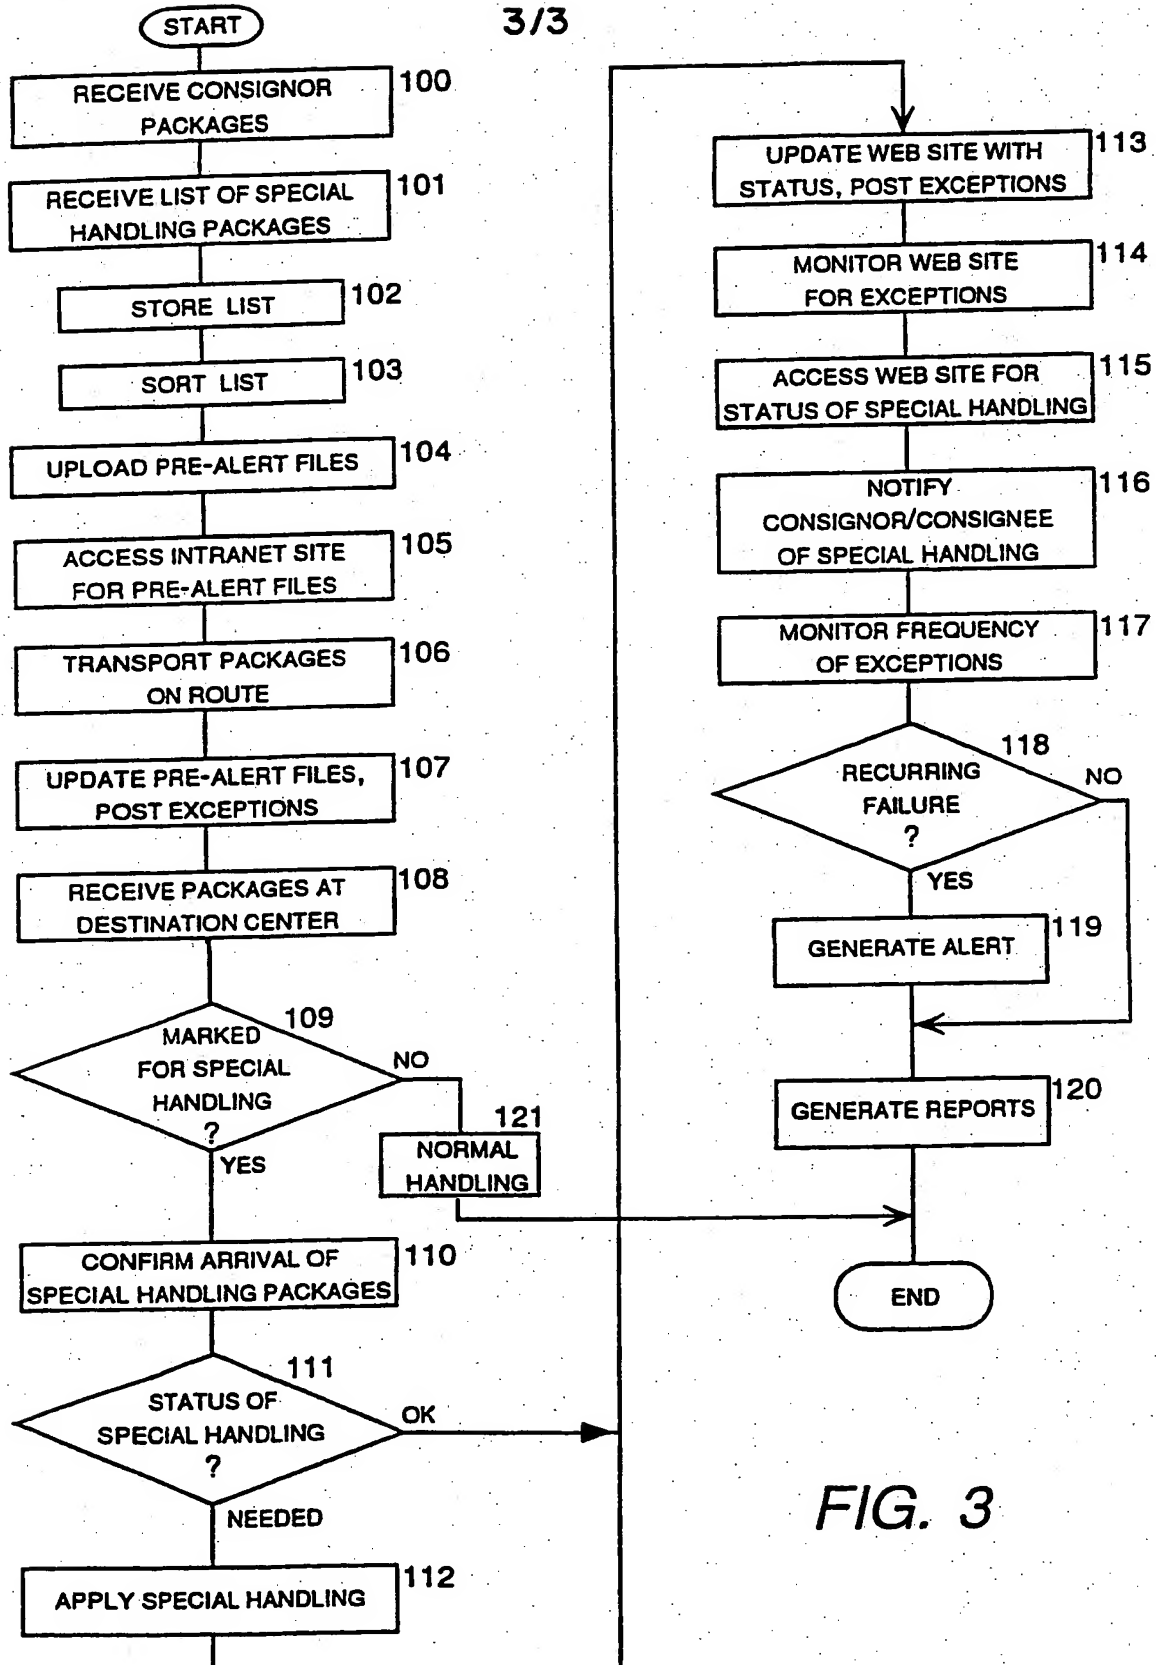 3/3
START
RECEIVE CONSIGNOR
PACKAGES
100
RECEIVE LIST OF SPECIAL
HANDLING PACKAGES
101
STORE LIST
102
SORT LIST
103
UPLOAD PRE-ALERT FILES
104
ACCESS INTRANET SITE
FOR PRE-ALERT FILES
105
TRANSPORT PACKAGES
ON ROUTE
106
UPDATE PRE-ALERT FILES,
POST EXCEPTIONS
107
RECEIVE PACKAGES AT
DESTINATION CENTER
108
109
MARKED
FOR SPECIAL
HANDLING
?
NO
YES
121
NORMAL
HANDLING
CONFIRM ARRIVAL OF
SPECIAL HANDLING PACKAGES
110
111
STATUS OF
SPECIAL HANDLING
?
OK
NEEDED
APPLY SPECIAL HANDLING
112
UPDATE WEB SITE WITH
STATUS, POST EXCEPTIONS
113
MONITOR WEB SITE
FOR EXCEPTIONS
114
ACCESS WEB SITE FOR
STATUS OF SPECIAL HANDLING
115
NOTIFY
CONSIGNOR/CONSIGNEE
OF SPECIAL HANDLING
116
MONITOR FREQUENCY
OF EXCEPTIONS
117
118
RECURRING
FAILURE
?
NO
YES
GENERATE ALERT
119
GENERATE REPORTS
120
END
FIG. 3